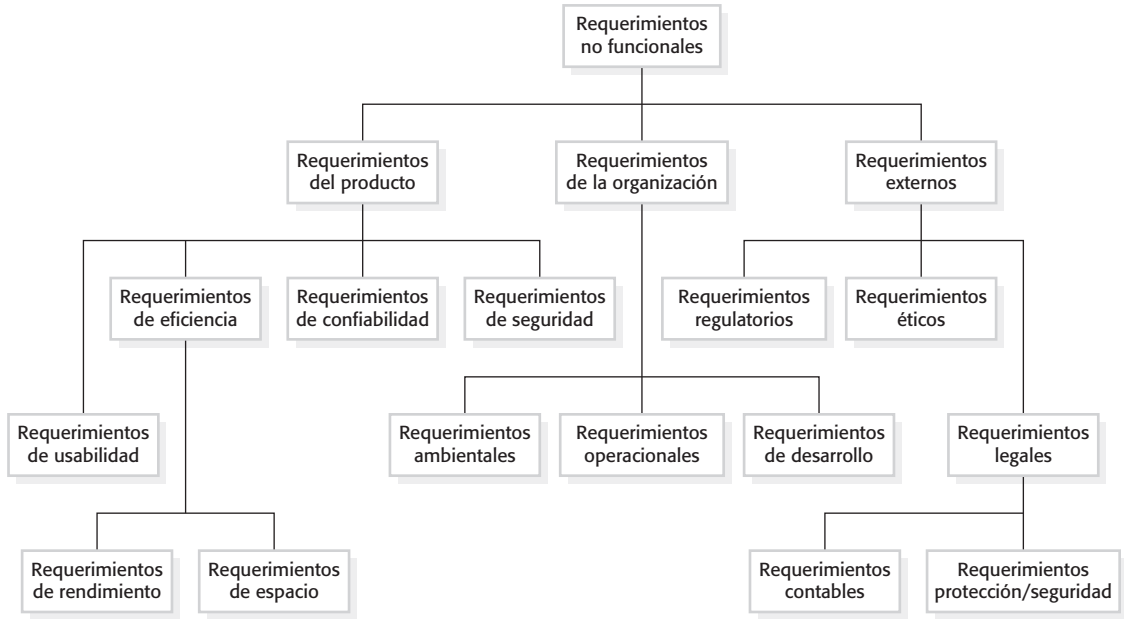 Requerimientos
no funcionales
Requerimientos
del producto
Requerimientos
de la organización
Requerimientos
externos
Requerimientos
de eficiencia
Requerimientos
de confiabilidad
Requerimientos
de seguridad
Requerimientos
regulatorios
Requerimientos
éticos
Requerimientos
de usabilidad
Requerimientos
ambientales
Requerimientos
operacionales
Requerimientos
de desarrollo
Requerimientos
legales
Requerimientos
de rendimiento
Requerimientos
de espacio
Requerimientos
contables
Requerimientos
protección/seguridad